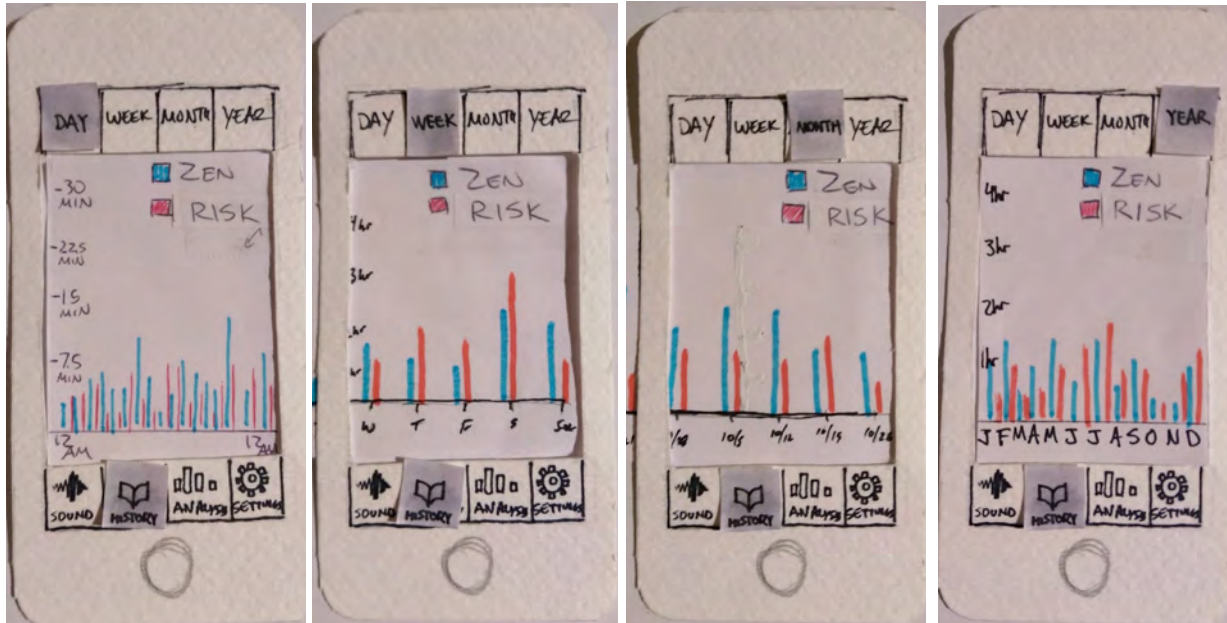 DAY WEEK MONTH YEAR
ZEN
RISK
-30
MIN
-22.5
MIN
-15
MIN
-7.5
MIN
12
AM
12
AM
SOUND HISTORY ANALYSIS SETTINGS
DAY WEEK MONTH YEAR
ZEN
RISK
4hr
3hr
hr
hr
W T F S Su
SOUND HISTORY ANALYSIS SETTINGS
DAY WEEK MONTH YEAR
ZEN
RISK
10/5 10/12 10/19
SOUND HISTORY ANALYSIS SETTINGS
DAY WEEK MONTH YEAR
ZEN
RISK
4hr
3hr
2hr
1hr
J F M A M J J A S O N D
SOUND HISTORY ANALYSIS SETTINGS